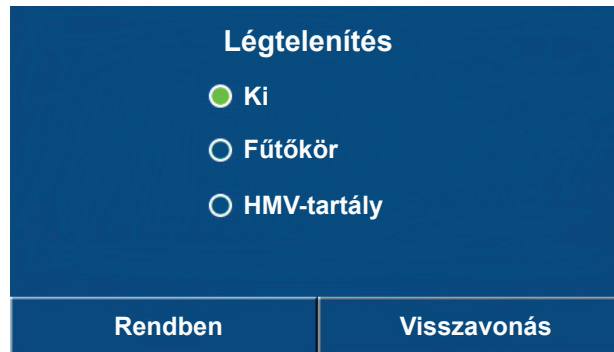 Légtelenítés
Ki
Fűtőkör
HMV-tartály
Rendben
Visszavonás